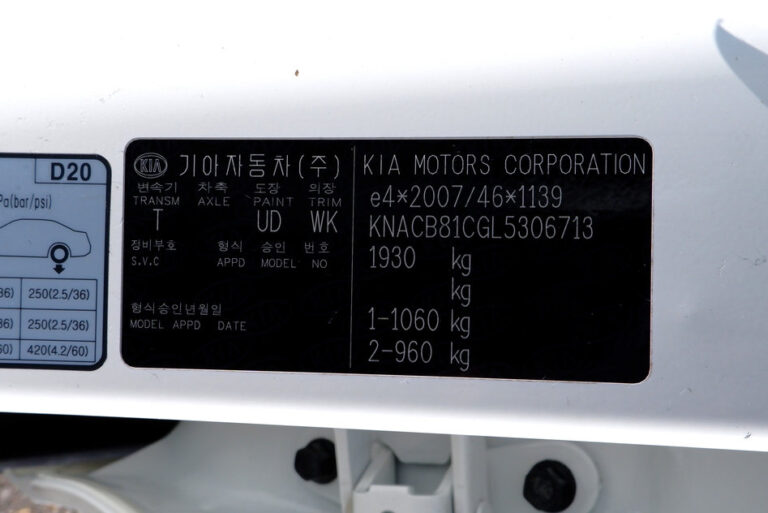 D20
Pa(bar/psi)
36) 250(2.5/36)
36) 250(2.5/36)
60) 420(4.2/60)
KIA 기아자동차(주)
변속기 차축 도장 의장
TRANSM AXLE PAINT TRIM
T UD WK
장비부호 형식 승인 번호
S.V.C APPD MODEL NO
형식승인년월일
MODEL APPD DATE
KIA MOTORS CORPORATION
e4*2007/46*1139
KNACB81CGL5306713
1930 kg
kg
1-1060 kg
2-960 kg